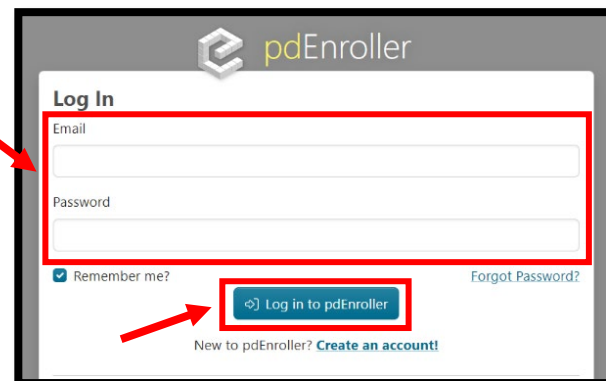 pdEnroller
Log In
Email
Password
Remember me? Forgot Password?
Log in to pdEnroller
New to pdEnroller? Create an account!